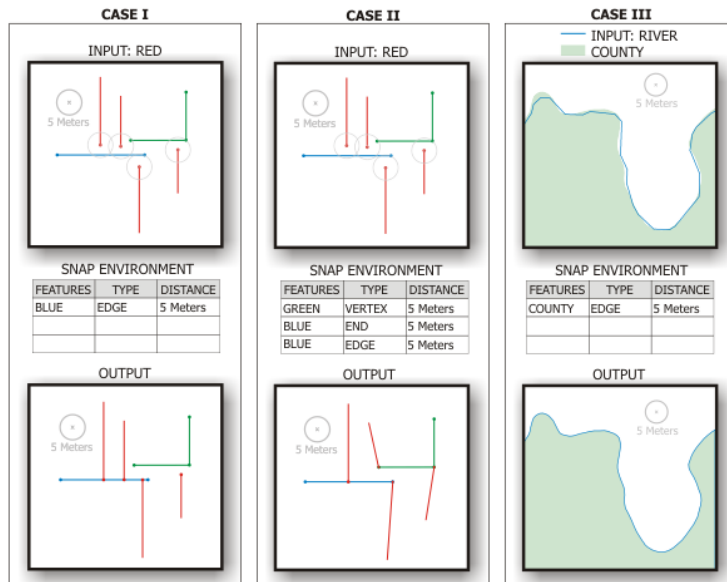 CASE I
INPUT: RED
5 Meters
SNAP ENVIRONMENT
FEATURES TYPE DISTANCE
BLUE EDGE 5 Meters
OUTPUT
5 Meters
CASE II
INPUT: RED
5 Meters
SNAP ENVIRONMENT
FEATURES TYPE DISTANCE
GREEN VERTEX 5 Meters
BLUE END 5 Meters
BLUE EDGE 5 Meters
OUTPUT
5 Meters
CASE III
INPUT: RIVER
COUNTY
5 Meters
SNAP ENVIRONMENT
FEATURES TYPE DISTANCE
COUNTY EDGE 5 Meters
OUTPUT
5 Meters